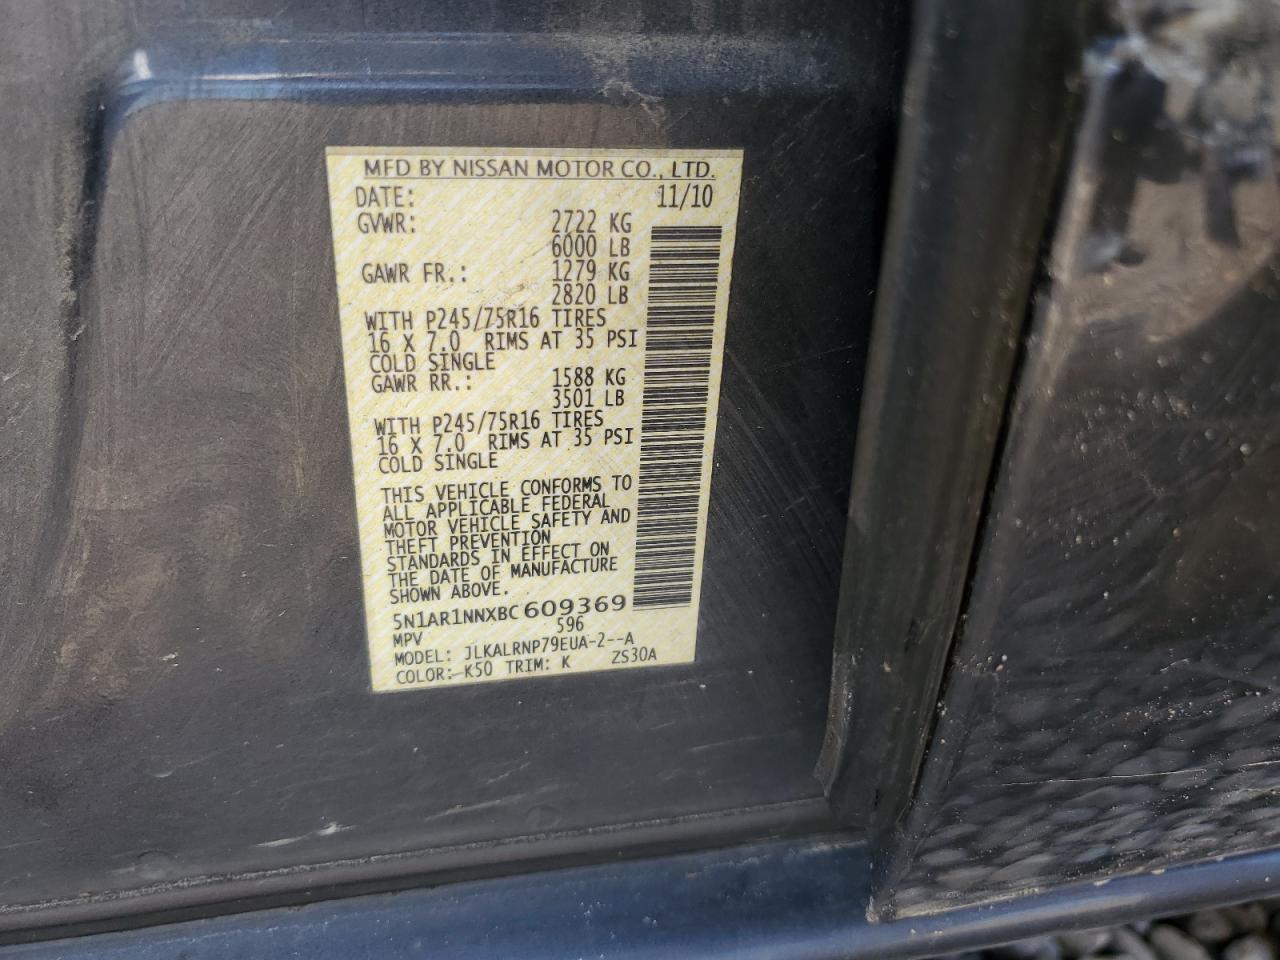 MFD BY NISSAN MOTOR CO., LTD.
DATE: 11/10
GVWR: 2722 KG
6000 LB
GAWR FR.: 1279 KG
2820 LB
WITH P245/75R16 TIRES
16 X 7.0 RIMS AT 35 PSI
COLD SINGLE
GAWR RR.: 1588 KG
3501 LB
WITH P245/75R16 TIRES
16 X 7.0 RIMS AT 35 PSI
COLD SINGLE
THIS VEHICLE CONFORMS TO
ALL APPLICABLE FEDERAL
MOTOR VEHICLE SAFETY AND
THEFT PREVENTION
STANDARDS IN EFFECT ON
THE DATE OF MANUFACTURE
SHOWN ABOVE.
5N1AR1NNXBC609369
MPV 596
MODEL: JLKALRNP79EUA-2--A
COLOR: K50 TRIM: K ZS30A